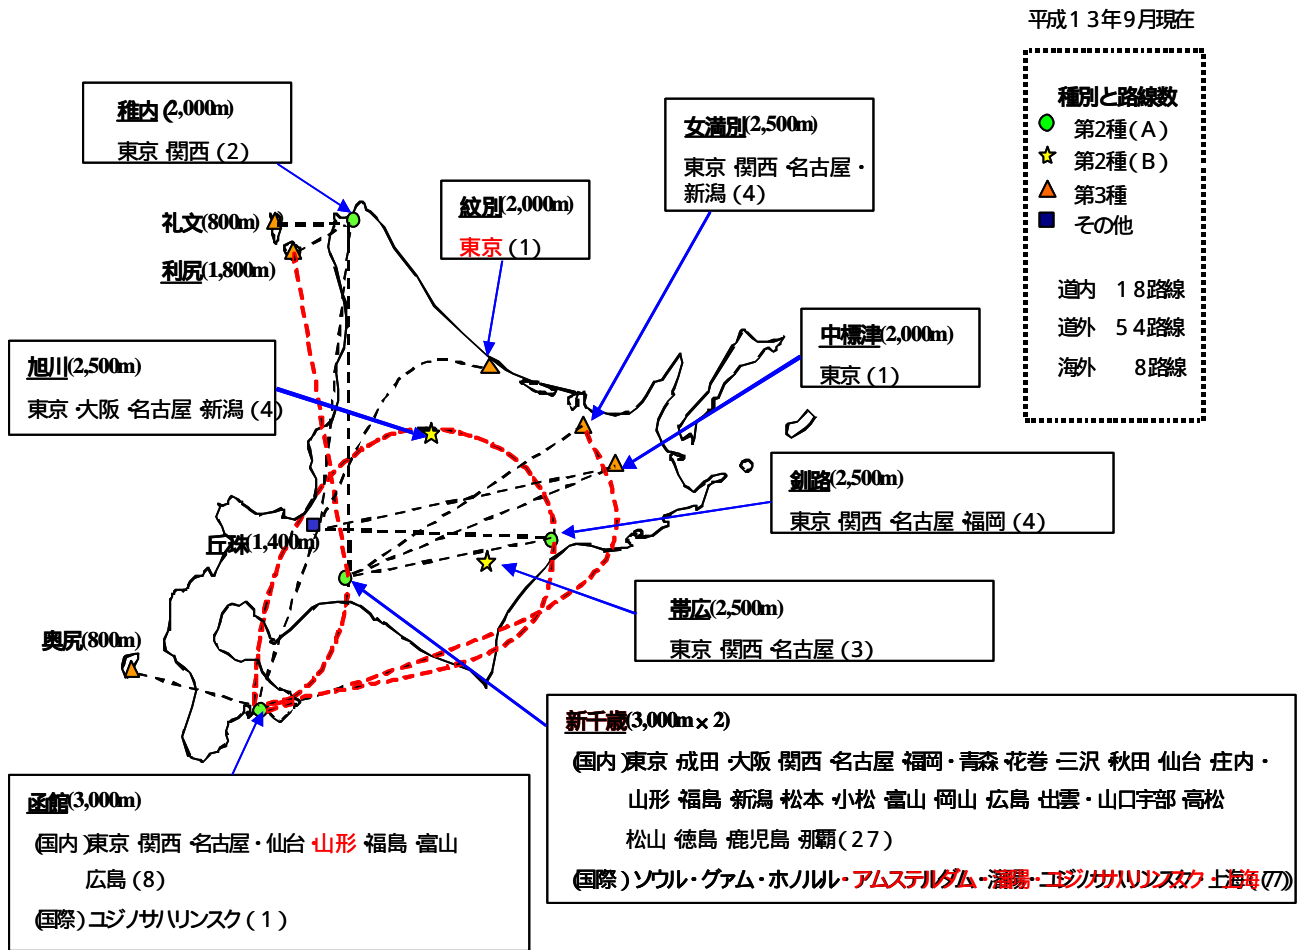 平成13年9月現在
種別と路線数
第2種(A)
第2種(B)
第3種
その他
道内 18路線
道外 54路線
海外 8路線
稚内(2,000m)
東京・関西(2)
女満別(2,500m)
東京・関西・名古屋・
新潟(4)
紋別(2,000m)
東京(1)
礼文(800m)
利尻(1,800m)
中標津(2,000m)
東京(1)
旭川(2,500m)
東京・大阪・名古屋・新潟(4)
釧路(2,500m)
東京・関西・名古屋・福岡(4)
丘珠(1,400m)
帯広(2,500m)
東京・関西・名古屋(3)
奥尻(800m)
新千歳(3,000m×2)
(国内)東京・成田・大阪・関西・名古屋・福岡・青森・花巻・三沢・秋田・仙台・庄内・
山形・福島・新潟・松本・小松・富山・岡山・広島・出雲・山口宇部・高松
松山・徳島・鹿児島・那覇(27)
(国際)ソウル・グァム・ホノルル・アムステルダム・瀋陽・ユジノサハリンスク・上海(7)
函館(3,000m)
(国内)東京・関西・名古屋・仙台・山形・福島・富山
広島(8)
(国際)ユジノサハリンスク(1)